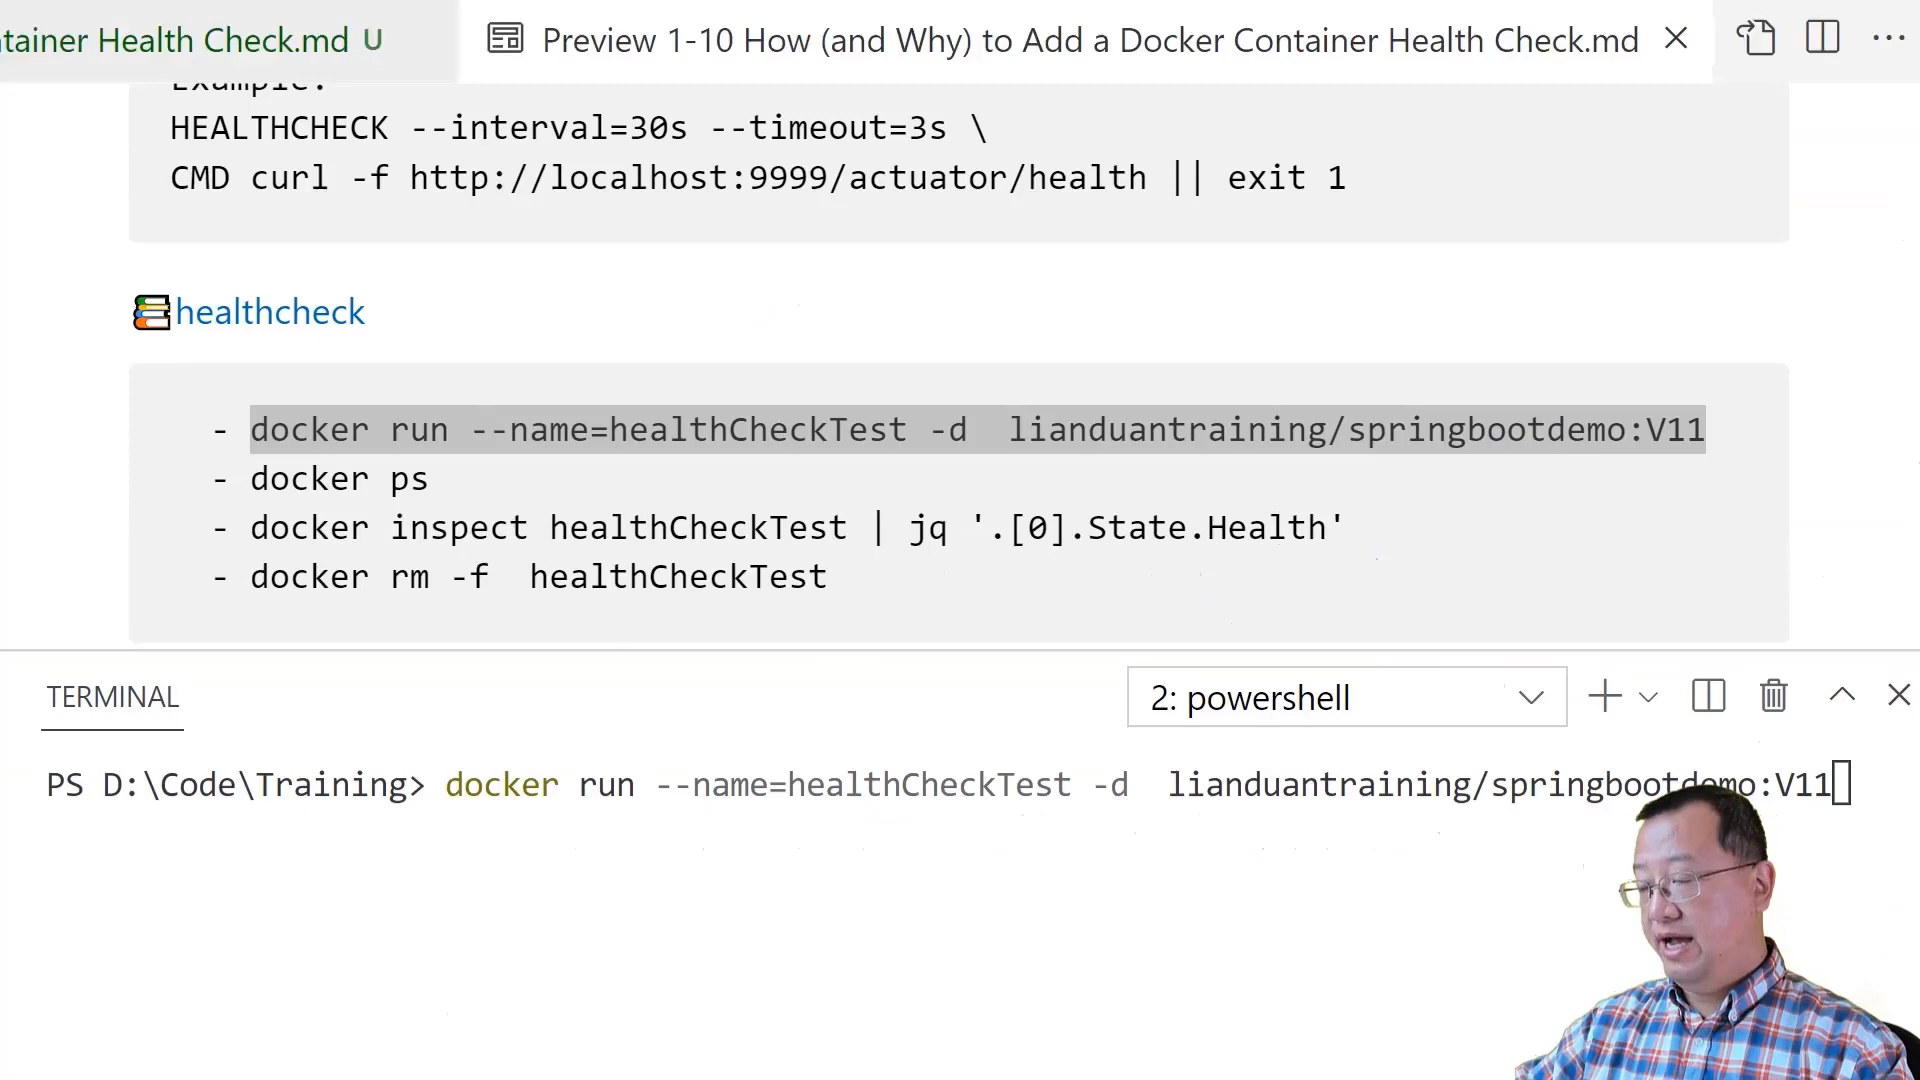 tainer Health Check.md U
Preview 1-10 How (and Why) to Add a Docker Container Health Check.md
Example:
HEALTHCHECK --interval=30s --timeout=3s \
CMD curl -f http://localhost:9999/actuator/health || exit 1
healthcheck
- docker run --name=healthCheckTest -d  lianduantraining/springbootdemo:V11
- docker ps
- docker inspect healthCheckTest | jq '.[0].State.Health'
- docker rm -f  healthCheckTest
TERMINAL
2: powershell
PS D:\Code\Training> docker run --name=healthCheckTest -d  lianduantraining/springbootdemo:V11